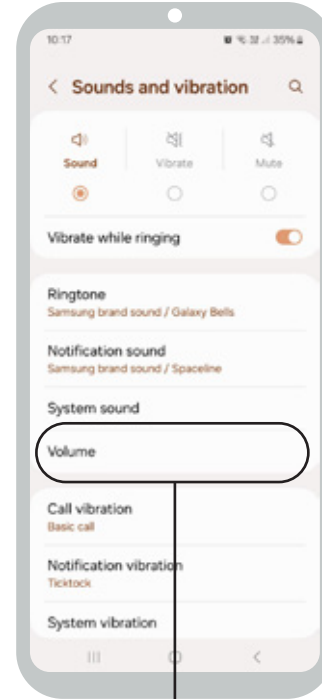 10:17 35%
Sounds and vibration
Sound Vibrate Mute
Vibrate while ringing
Ringtone
Samsung brand sound / Galaxy Bells
Notification sound
Samsung brand sound / Spaceline
System sound
Volume
Call vibration
Basic call
Notification vibration
Ticktock
System vibration